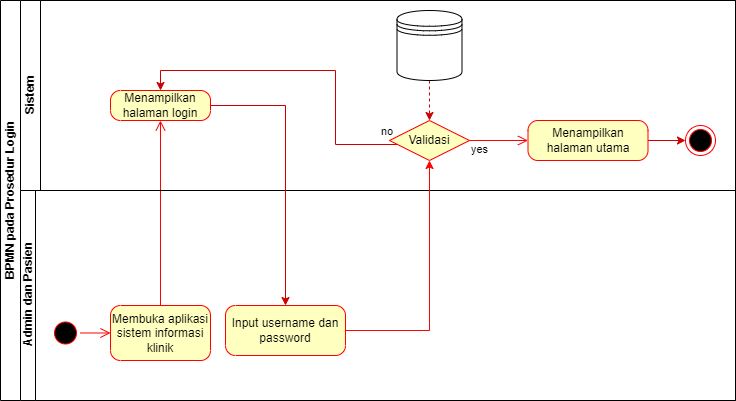 BPMN pada Prosedur Login
Sistem
Menampilkan
halaman login
no
Validasi
yes
Menampilkan
halaman utama
Admin dan Pasien
Membuka aplikasi
sistem informasi
klinik
Input username dan
password